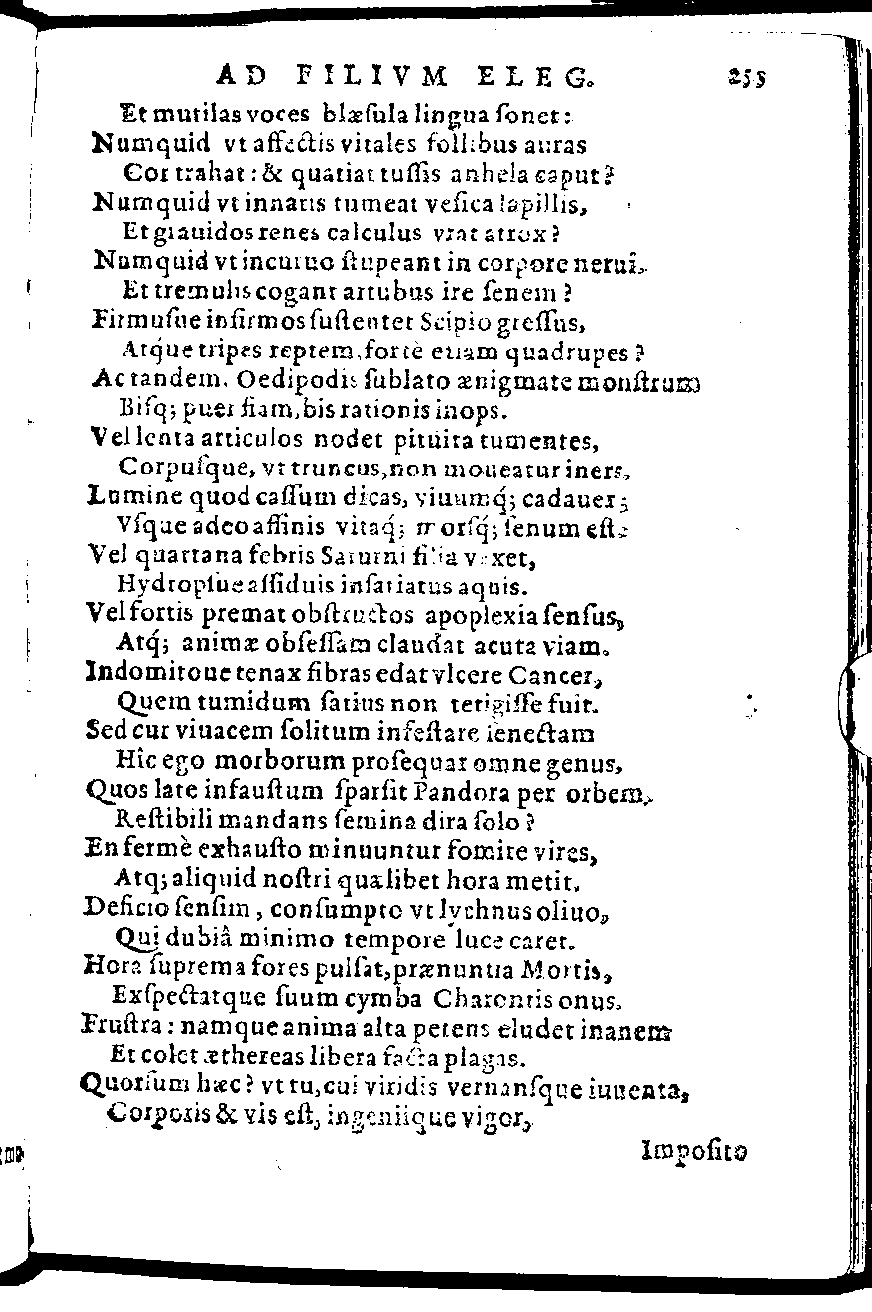 AD FILIVM ELEG. 255
Et mutilas voces blæſula lingua ſonet:
Numquid vt affectis vitales follibus auras
Cor trahat: & quatiat tuſſis anhela caput?
Numquid vt innatis tumeat veſica lapillis,
Et grauidos renes calculus vrat atrox?
Numquid vt incuruo ſtupeant in corpore nerui,
Et tremulis cogant artubus ire ſenem?
Firmuſue infirmos ſuſtentet Scipio greſſus,
Atq́ue tripes reptem, fortè etiam quadrupes?
Ac tandem, Oedipodis ſublato ænigmate monſtrum
Biſq; puer fiam, bis rationis inops.
Vel lenta articulos nodet pituita tumentes,
Corpuſque, vt truncus, non moueatur iners,
Lumine quod caſſum dicas, viuumq́; cadauer;
Vſque adeo affinis vitaq́; morſq́; ſenum eſt.
Vel quartana febris Saturni filia vexet,
Hydropſue aſſiduis inſatiatus aquis.
Vel fortis premat obſtructos apoplexia ſenſus,
Atq́; animæ obſeſſam claudat acuta viam.
Indomitoue tenax fibras edat vlcere Cancer,
Quem tumidum ſatius non tetigiſſe fuit.
Sed cur viuacem ſolitum infeſtare ſenectam
Hîc ego morborum proſequar omne genus,
Quos late infauſtum ſparſit Pandora per orbem,
Reſtibili mandans ſemina dira ſolo?
En fermè exhauſto minuuntur fomite vires,
Atq; aliquid noſtri quælibet hora metit.
Deficio ſenſim, conſumpto vt lychnus oliuo,
Qui dubiâ minimo tempore luce caret.
Hora ſuprema fores pulſat, prænuntia Mortis,
Exſpectatque ſuum cymba Charontis onus.
Fruſtra: namque anima alta petens eludet inanem
Et colet æthereas libera facta plagas.
Quorſum hæc? vt tu, cui viridis vernanſque iuuenta,
Corporis & vis eſt, ingeniique vigor,
Impoſito